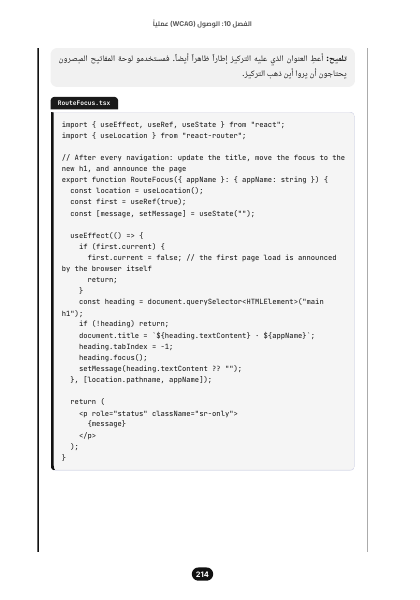 الفصل 10: الوصول (WCAG) عملياً
تلميح: أعطِ العنوان الذي عليه التركيز إطاراً ظاهراً أيضاً. فمستخدمو لوحة المفاتيح المبصرون
يحتاجون أن يروا أين ذهب التركيز.
RouteFocus.tsx
import { useEffect, useRef, useState } from "react";
import { useLocation } from "react-router";
// After every navigation: update the title, move the focus to the
new h1, and announce the page
export function RouteFocus({ appName }: { appName: string }) {
const location = useLocation();
const first = useRef(true);
const [message, setMessage] = useState("");
useEffect(() => {
if (first.current) {
first.current = false; // the first page load is announced
by the browser itself
return;
}
const heading = document.querySelector<HTMLElement>("main
h1");
if (!heading) return;
document.title = `${heading.textContent} - ${appName}`;
heading.tabIndex = -1;
heading.focus();
setMessage(heading.textContent ?? "");
}, [location.pathname, appName]);
return (
<p role="status" className="sr-only">
{message}
</p>
);
}
214